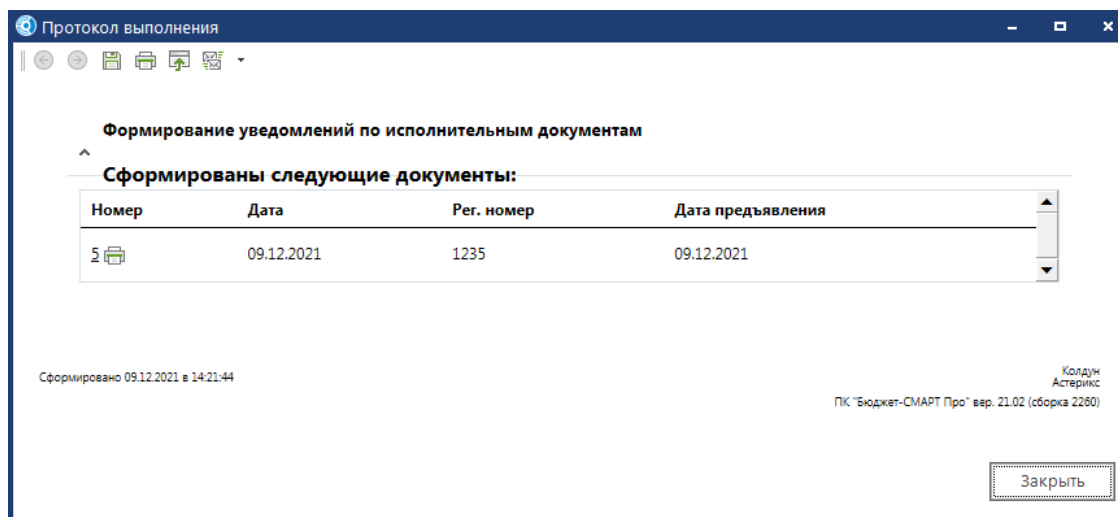 Протокол выполнения
Формирование уведомлений по исполнительным документам
Сформированы следующие документы:
Номер Дата Рег. номер Дата предъявления
5 09.12.2021 1235 09.12.2021
Сформировано 09.12.2021 в 14:21:44
Колдун
Астерикс
ПК "Бюджет-СМАРТ Про" вер. 21.02 (сборка 2260)
Закрыть